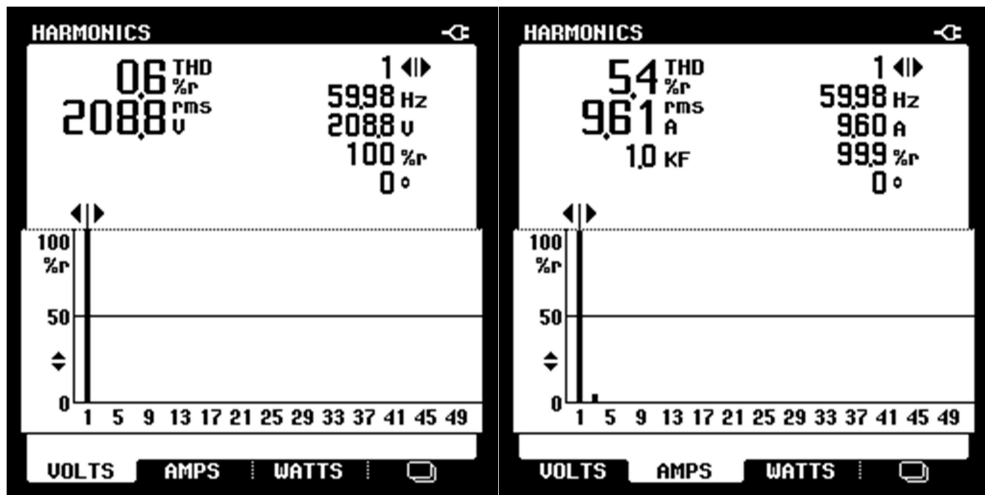 HARMONICS
0.6 THD %r
208.8 rms V
1
59.98 Hz
208.8 V
100 %r
0 °
100
%r
50
0
1 5 9 13 17 21 25 29 33 37 41 45 49
VOLTS AMPS WATTS
HARMONICS
5.4 THD %r
9.61 rms A
1.0 KF
1
59.98 Hz
9.60 A
99.9 %r
0 °
100
%r
50
0
1 5 9 13 17 21 25 29 33 37 41 45 49
VOLTS AMPS WATTS